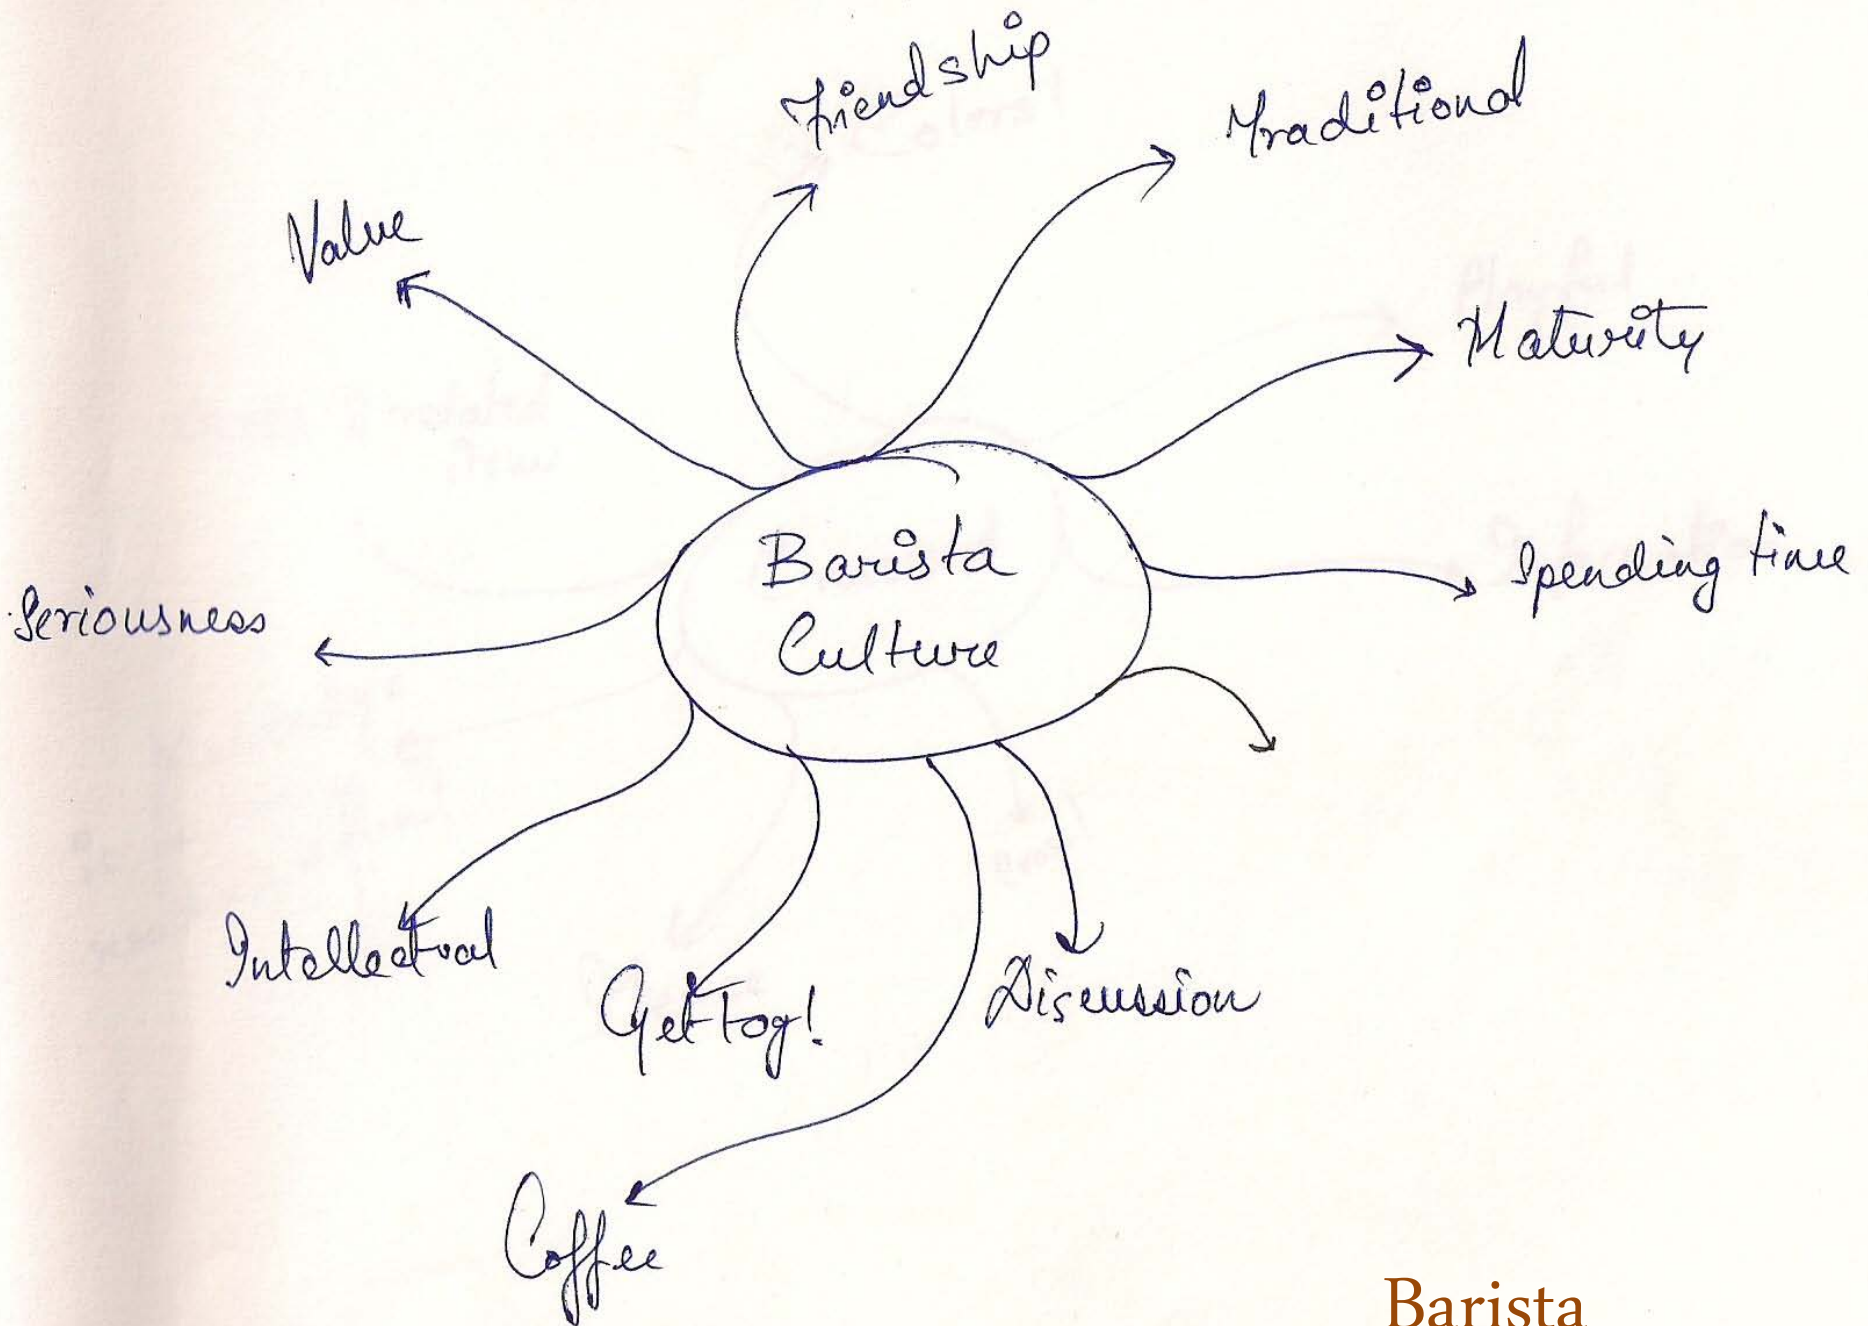 Friendship
Traditional
Value
Maturity
Barista
Culture
Spending time
Seriousness
Intellectual
Get Tog!
Discussion
Coffee
Barista